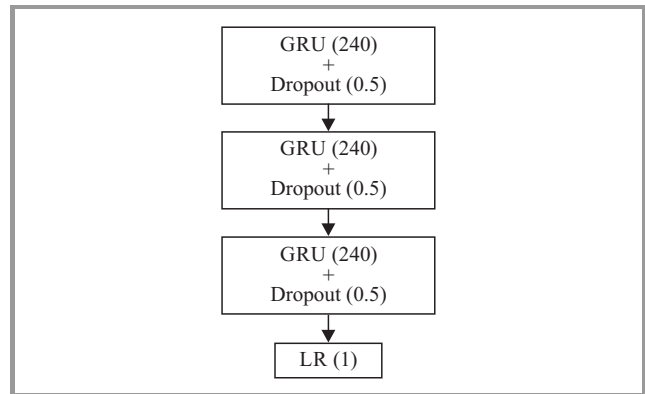 GRU (240)
+
Dropout (0.5)
GRU (240)
+
Dropout (0.5)
GRU (240)
+
Dropout (0.5)
LR (1)